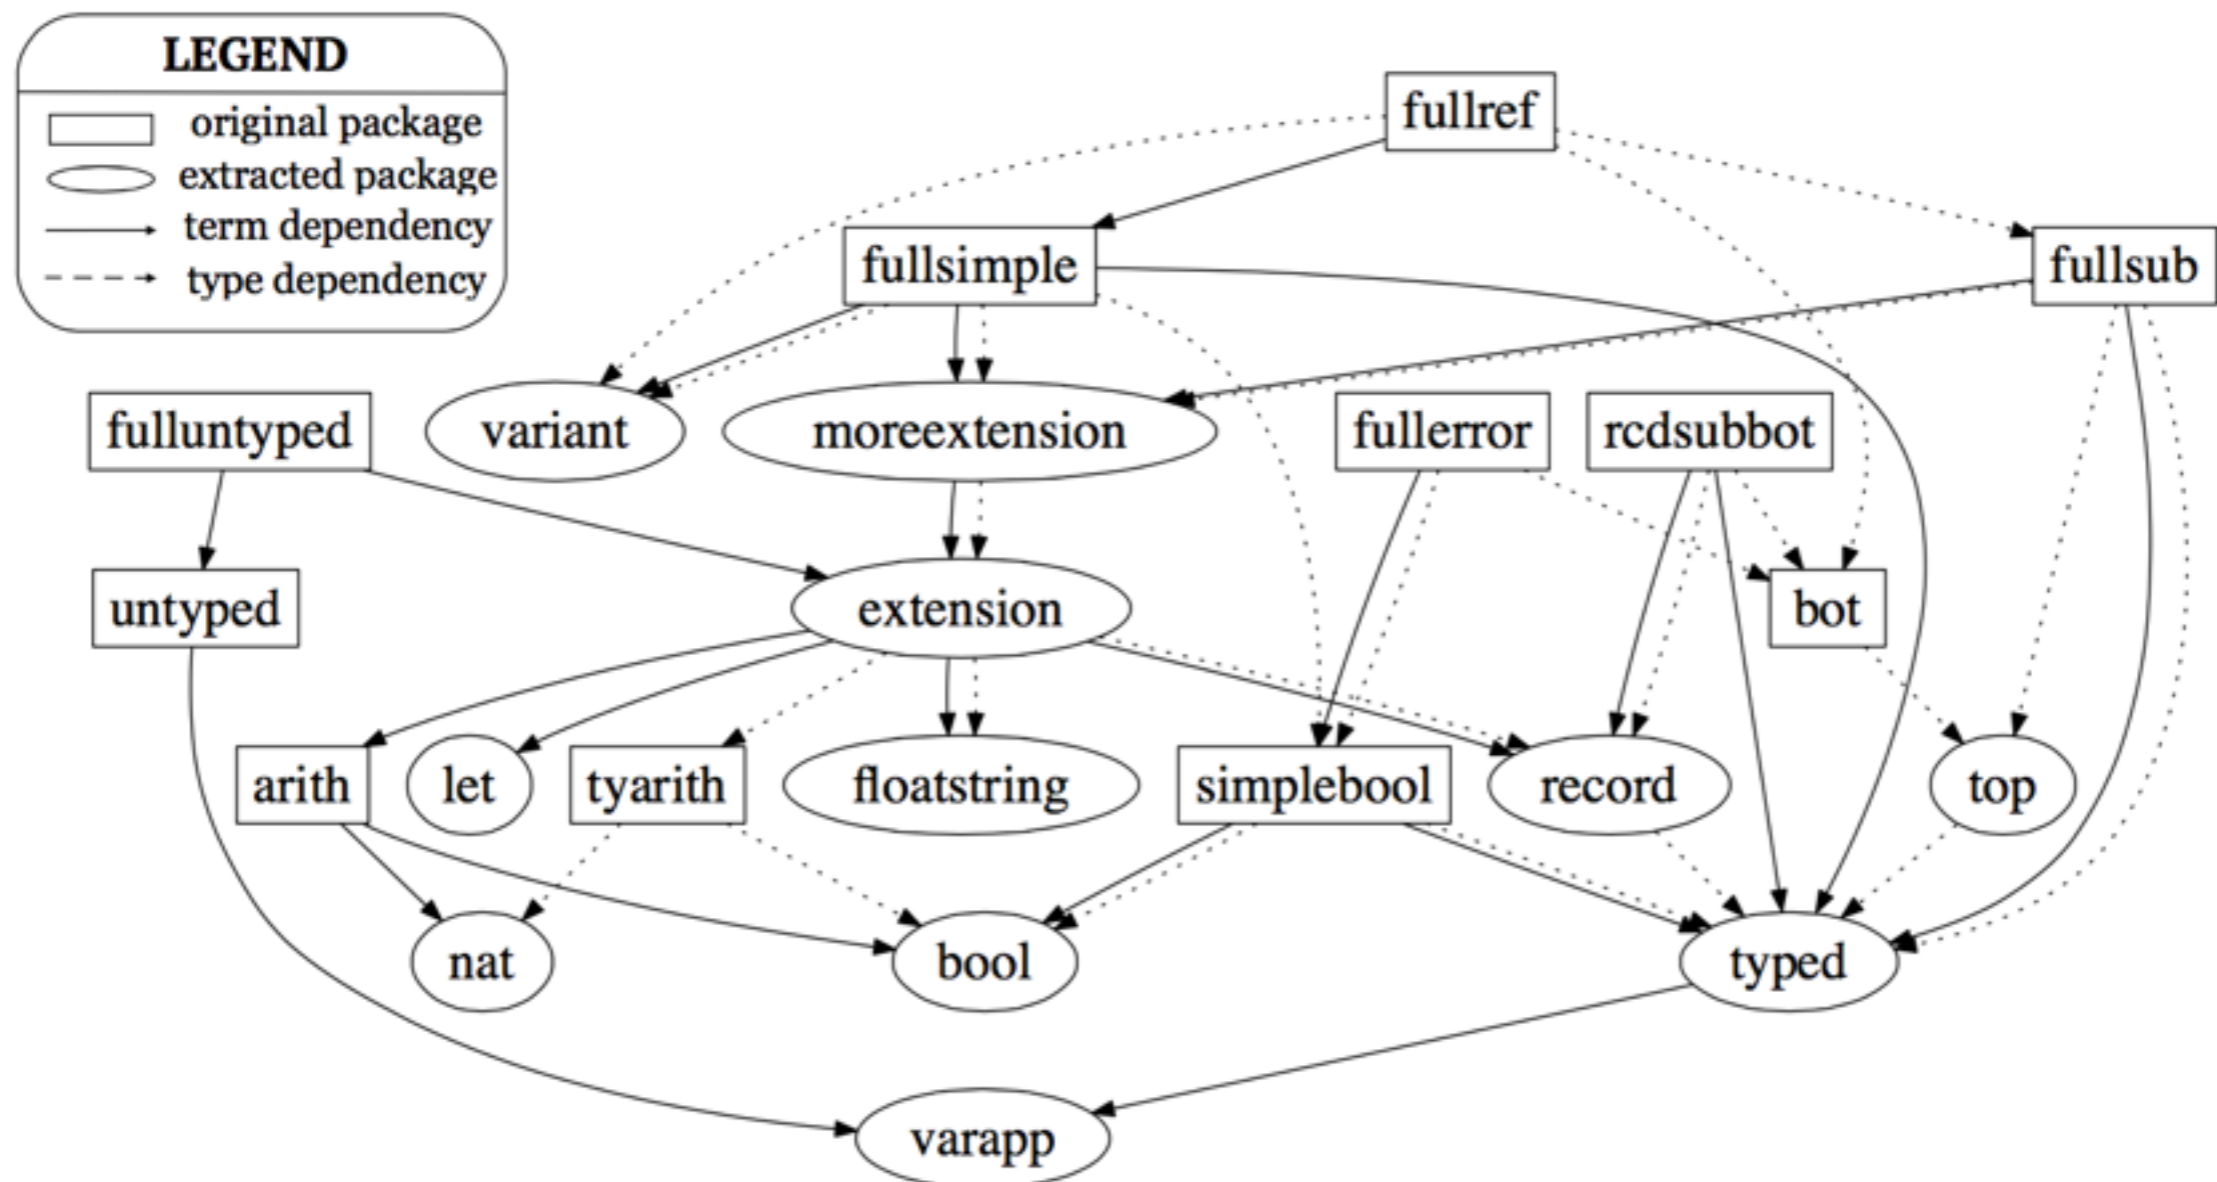 LEGEND
original package
extracted package
term dependency
type dependency
fullref
fullsimple
fullsub
fulluntyped
variant
moreextension
fullerror
rcdsubbot
untyped
extension
bot
arith
let
tyarith
floatstring
simplebool
record
top
nat
bool
typed
varapp